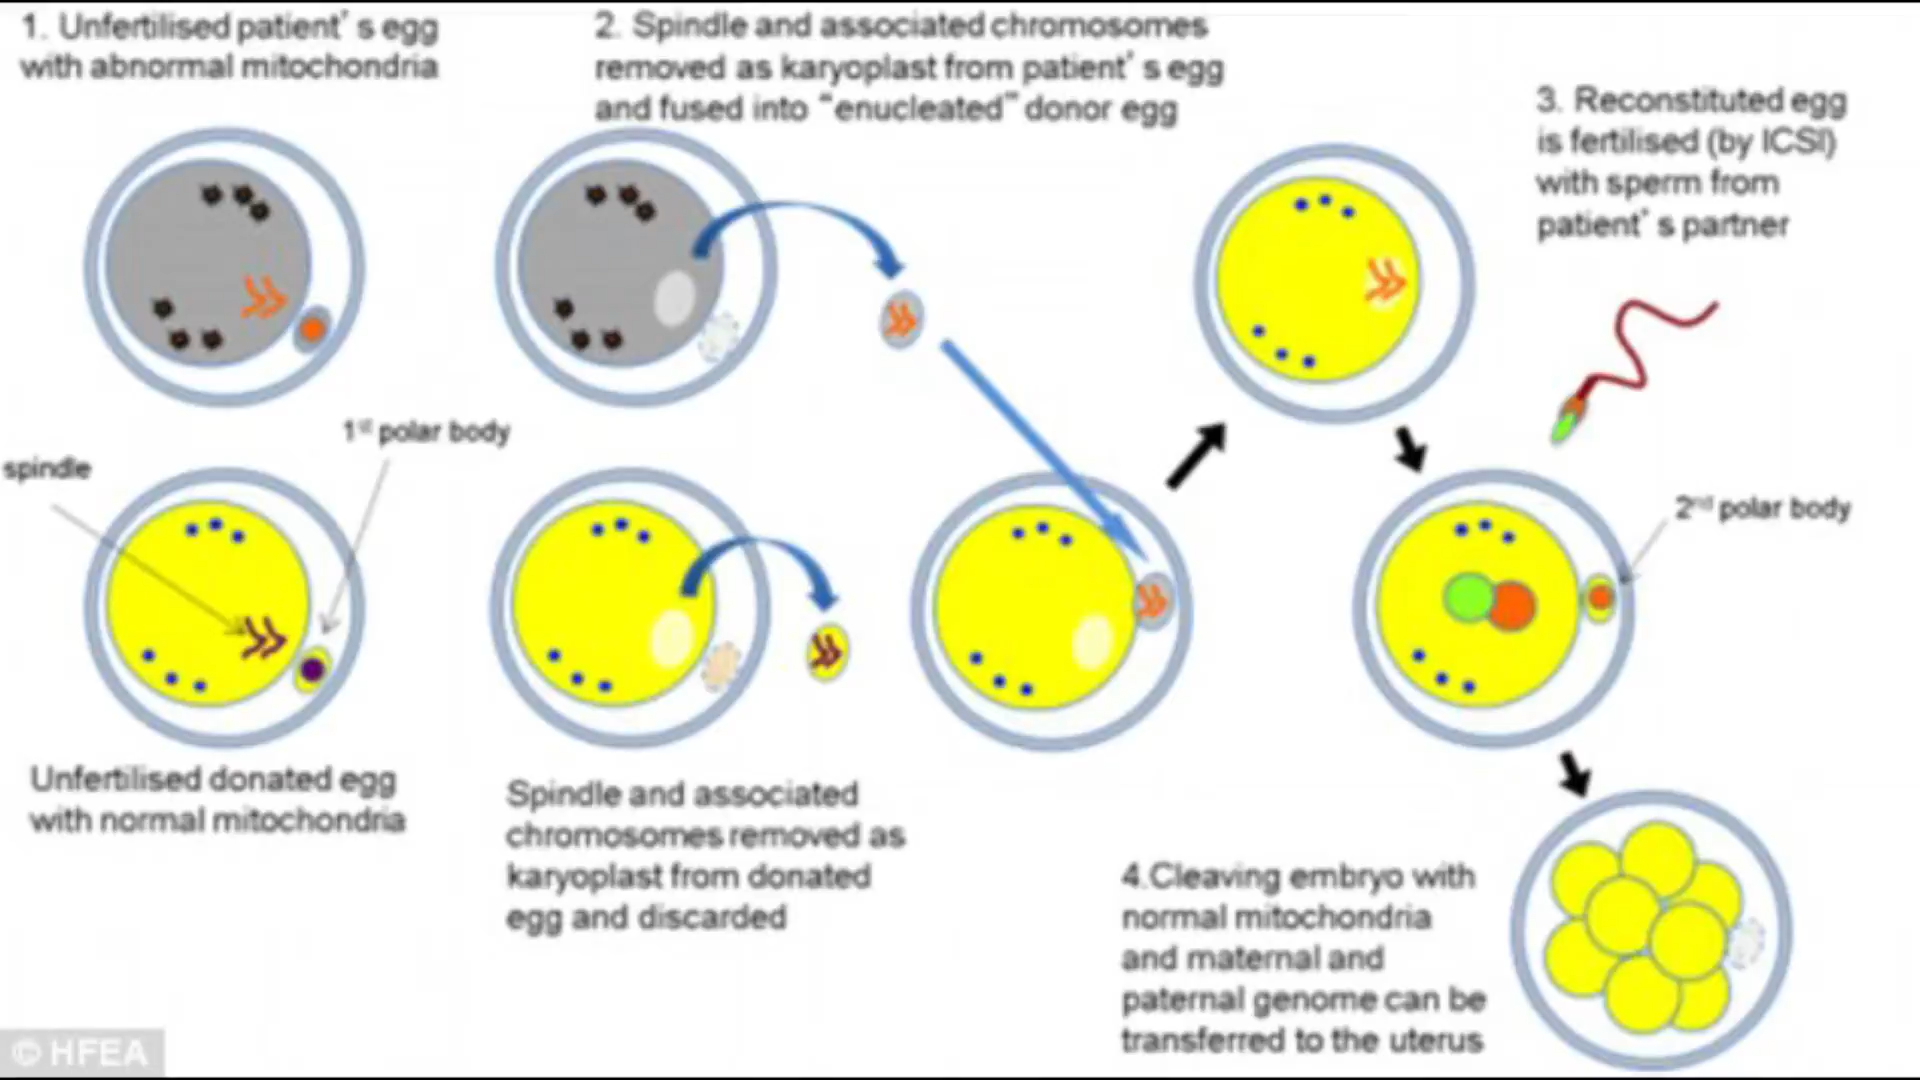 1. Unfertilised patient's egg
with abnormal mitochondria
2. Spindle and associated chromosomes
removed as karyoplast from patient's egg
and fused into "enucleated" donor egg
3. Reconstituted egg
is fertilised (by ICSI)
with sperm from
patient's partner
1st polar body
spindle
2nd polar body
Unfertilised donated egg
with normal mitochondria
Spindle and associated
chromosomes removed as
karyoplast from donated
egg and discarded
4.Cleaving embryo with
normal mitochondria
and maternal and
paternal genome can be
transferred to the uterus
© HFEA